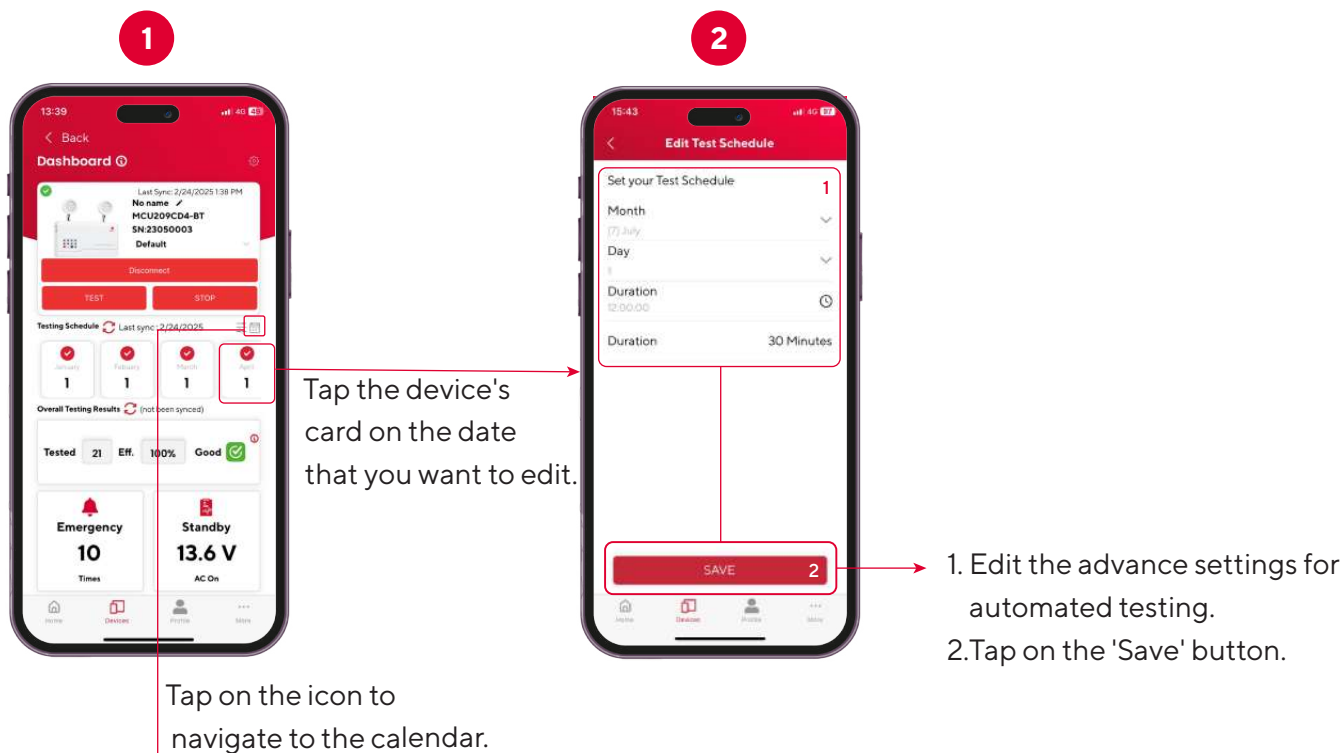 1
13:39
4G 49
Back
Dashboard
Last Sync: 2/24/2025 1:38 PM
No name
MCU209CD4-BT
SN:23050003
Default
Disconnect
TEST
STOP
Testing Schedule Last sync: 2/24/2025
January
1
Febuary
1
March
1
April
1
Overall Testing Results (not been synced)
Tested 21 Eff. 100% Good
Emergency
10
Times
Standby
13.6 V
AC On
Home
Devices
Profile
More
Tap the device's
card on the date
that you want to edit.
Tap on the icon to
navigate to the calendar.
2
15:43
4G 97
Edit Test Schedule
Set your Test Schedule
1
Month
(7) July
Day
1
Duration
12:00:00
Duration 30 Minutes
SAVE
2
Home
Devices
Profile
More
1. Edit the advance settings for
automated testing.
2.Tap on the 'Save' button.